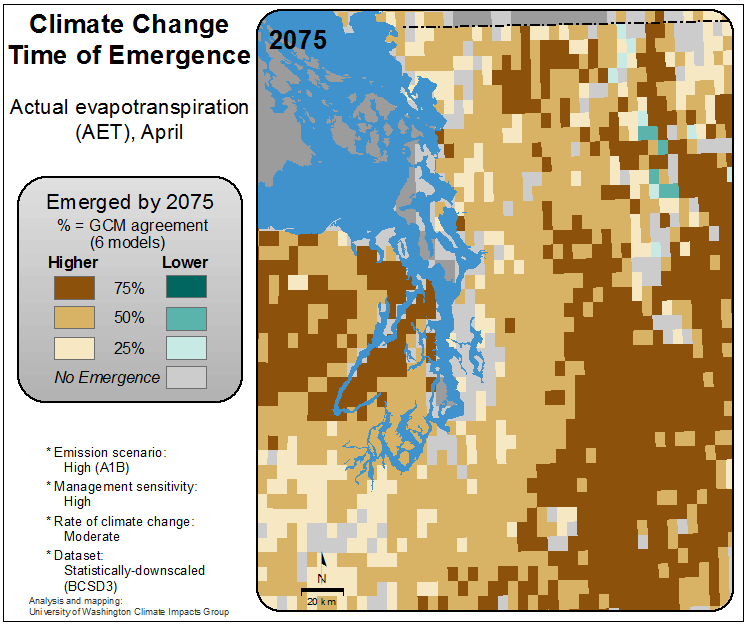 Climate Change
Time of Emergence
Actual evapotranspiration
(AET), April
Emerged by 2075
% = GCM agreement
(6 models)
Higher Lower
75%
50%
25%
No Emergence
* Emission scenario:
High (A1B)
* Management sensitivity:
High
* Rate of climate change:
Moderate
* Dataset:
Statistically-downscaled
(BCSD3)
Analysis and mapping:
University of Washington Climate Impacts Group
2075
N
20 km